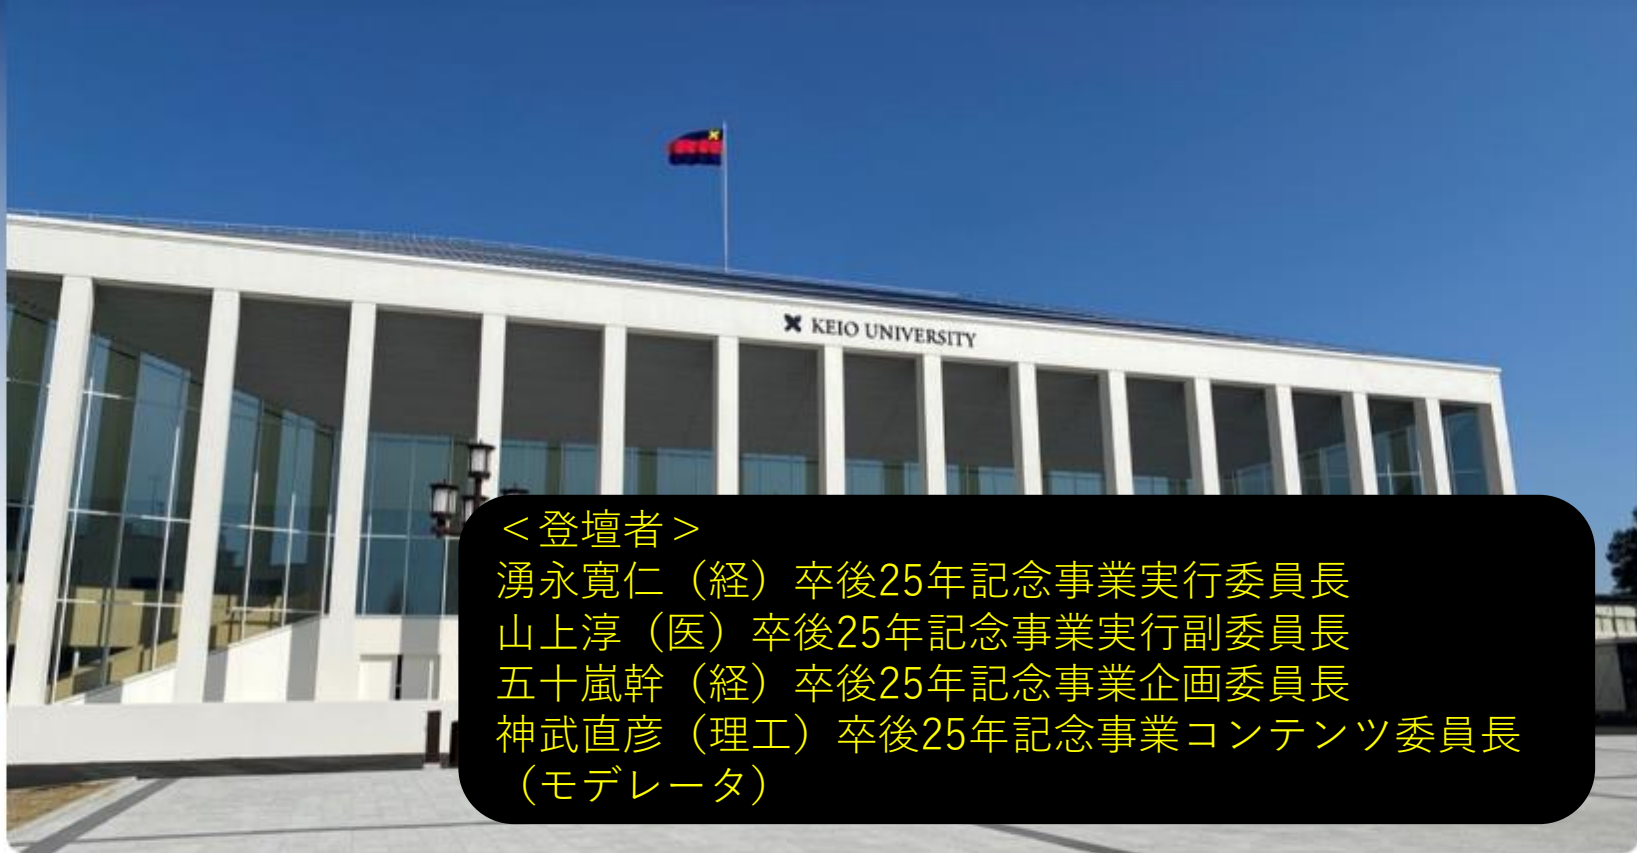 KEIO UNIVERSITY
＜登壇者＞
湧永寛仁（経）卒後25年記念事業実行委員長
山上淳（医）卒後25年記念事業実行副委員長
五十嵐幹（経）卒後25年記念事業企画委員長
神武直彦（理工）卒後25年記念事業コンテンツ委員長
（モデレータ）